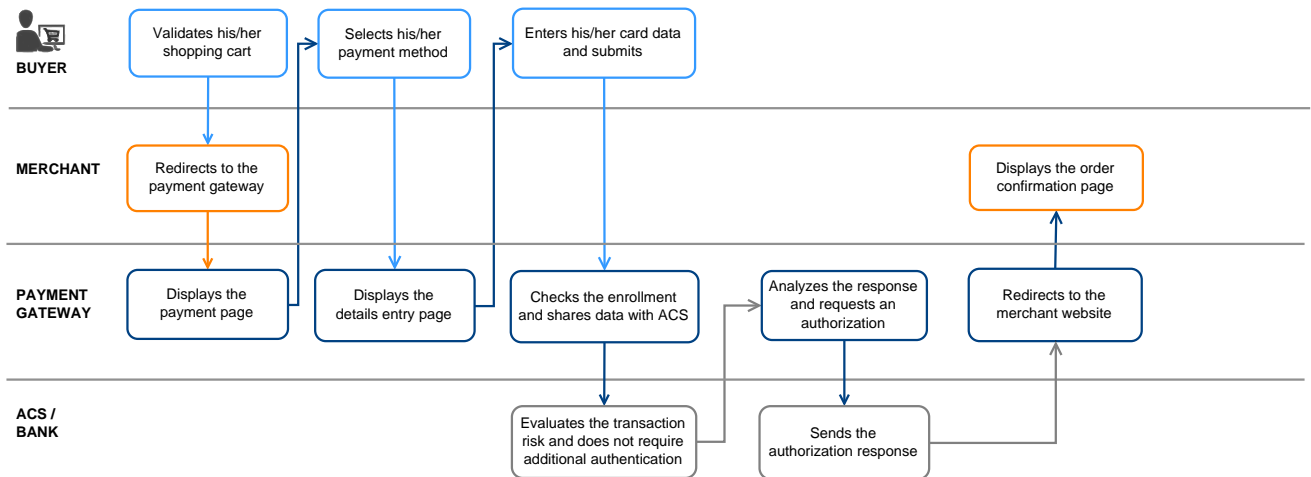 BUYER
Validates his/her
shopping cart
Selects his/her
payment method
Enters his/her card data
and submits
MERCHANT
Redirects to the
payment gateway
Displays the order
confirmation page
PAYMENT
GATEWAY
Displays the
payment page
Displays the
details entry page
Checks the enrollment
and shares data with ACS
Analyzes the response
and requests an
authorization
Redirects to the
merchant website
ACS /
BANK
Evaluates the transaction
risk and does not require
additional authentication
Sends the
authorization response